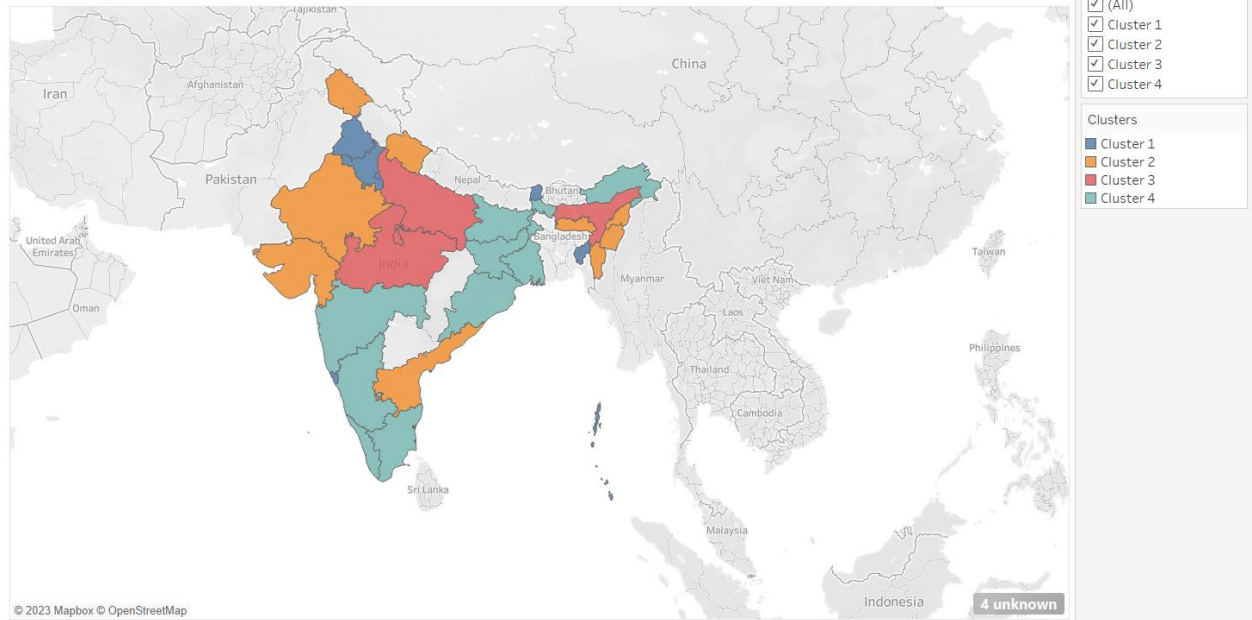 Tajikistan
China
Afghanistan
Iran
Pakistan
Nepal
Bhutan
United Arab
Emirates
Bangladesh
Taiwan
India
Oman
Myanmar
Viet Nam
Laos
Philippines
Thailand
Cambodia
Sri Lanka
Malaysia
Indonesia
© 2023 Mapbox © OpenStreetMap
4 unknown
(All)
Cluster 1
Cluster 2
Cluster 3
Cluster 4
Clusters
Cluster 1
Cluster 2
Cluster 3
Cluster 4